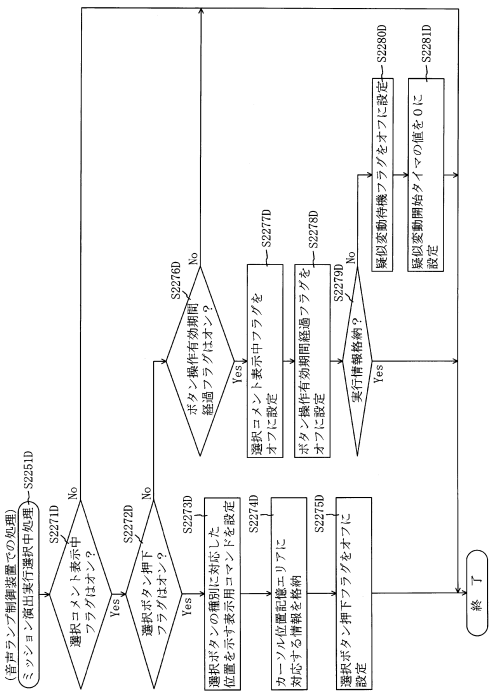 (音声ランプ制御装置での処理)
ミッション演出実行選択中処理
S2251D
S2271D
選択コメント表示中
フラグはオン?
No
Yes
S2272D
選択ボタン押下
フラグはオン?
No
Yes
S2273D
選択ボタンの種別に対応した
位置を示す表示用コマンドを設定
S2274D
カーソル位置記憶エリアに
対応する情報を格納
S2275D
選択ボタン押下フラグをオフに
設定
S2276D
ボタン操作有効期間
経過フラグはオン?
No
Yes
S2277D
選択コメント表示中フラグを
オフに設定
S2278D
ボタン操作有効期間経過フラグを
オフに設定
S2279D
実行情報格納?
No
Yes
S2280D
疑似変動待機フラグをオフに設定
S2281D
疑似変動開始タイマの値を0に
設定
終 了